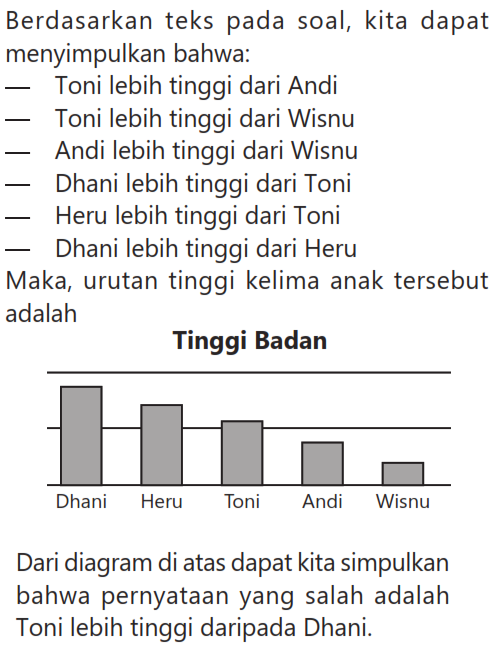 Berdasarkan teks pada soal, kita dapat
menyimpulkan bahwa:
— Toni lebih tinggi dari Andi
— Toni lebih tinggi dari Wisnu
— Andi lebih tinggi dari Wisnu
— Dhani lebih tinggi dari Toni
— Heru lebih tinggi dari Toni
— Dhani lebih tinggi dari Heru
Maka, urutan tinggi kelima anak tersebut
adalah
Tinggi Badan
Dhani Heru Toni Andi Wisnu
Dari diagram di atas dapat kita simpulkan
bahwa pernyataan yang salah adalah
Toni lebih tinggi daripada Dhani.